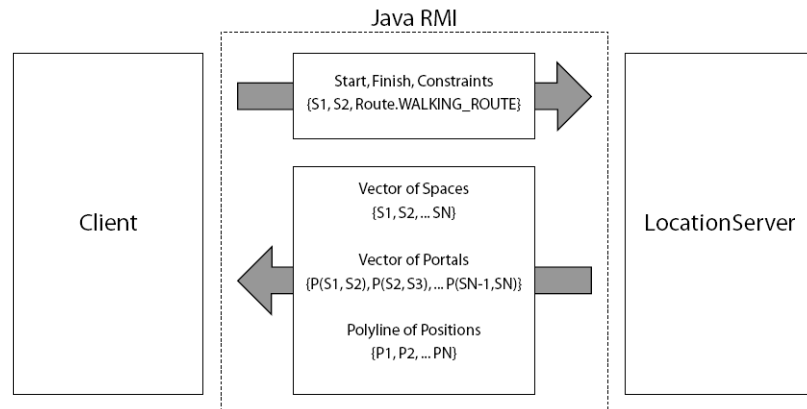 Java RMI
Client
Start, Finish, Constraints
{S1, S2, Route.WALKING_ROUTE}
Vector of Spaces
{S1, S2, ... SN}
Vector of Portals
{P(S1, S2), P(S2, S3), ... P(SN-1, SN)}
Polyline of Positions
{P1, P2, ... PN}
LocationServer